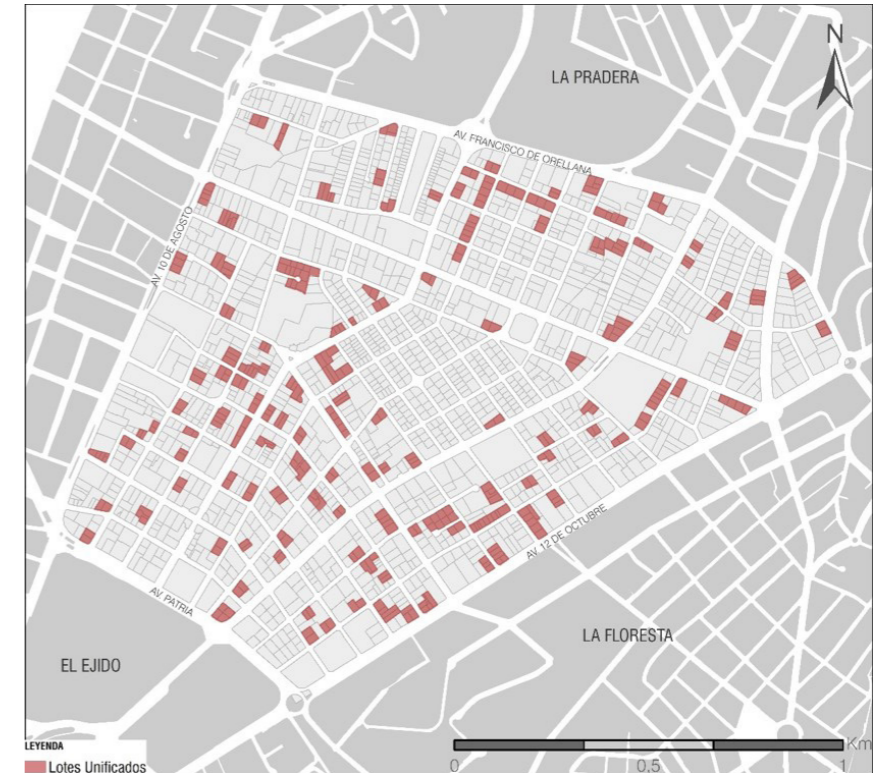 N
LA PRADERA
AV. FRANCISCO DE ORELLANA
AV. 10 DE AGOSTO
AV. 12 DE OCTUBRE
AV. PATRIA
LA FLORESTA
EL EJIDO
LEYENDA
Lotes Unificados
Km
0 0.5 1